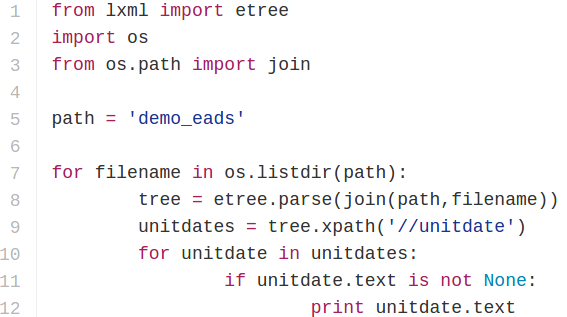 1 from lxml import etree
2 import os
3 from os.path import join
4
5 path = 'demo_eads'
6
7 for filename in os.listdir(path):
8         tree = etree.parse(join(path,filename))
9         unitdates = tree.xpath('//unitdate')
10         for unitdate in unitdates:
11                 if unitdate.text is not None:
12                         print unitdate.text